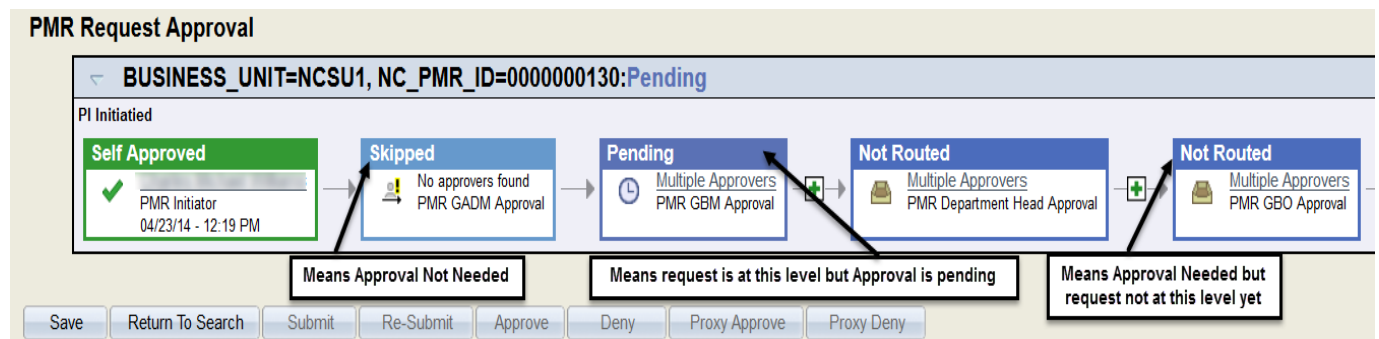 PMR Request Approval
BUSINESS_UNIT=NCSU1, NC_PMR_ID=0000000130:Pending
PI Initiatied
Self Approved
PMR Initiator
04/23/14 - 12:19 PM
Skipped
No approvers found
PMR GADM Approval
Pending
Multiple Approvers
PMR GBM Approval
Not Routed
Multiple Approvers
PMR Department Head Approval
Not Routed
Multiple Approvers
PMR GBO Approval
Means Approval Not Needed
Means request is at this level but Approval is pending
Means Approval Needed but
request not at this level yet
Save Return To Search Submit Re-Submit Approve Deny Proxy Approve Proxy Deny